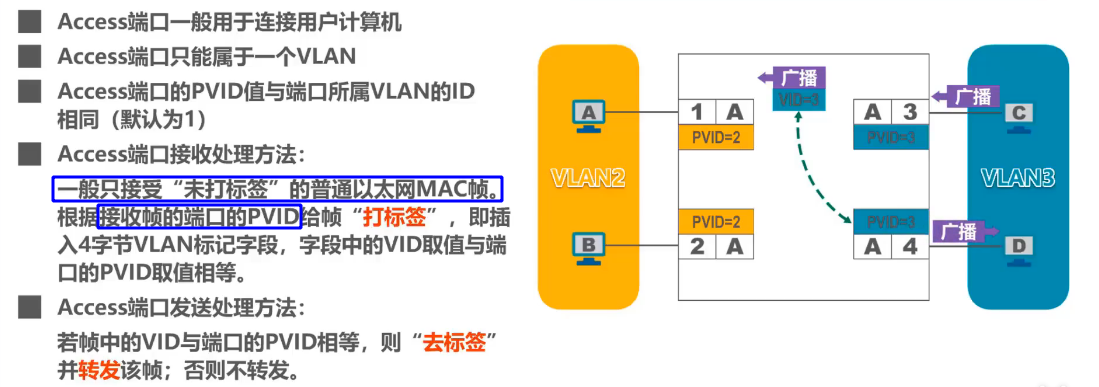 Access端口一般用于连接用户计算机
Access端口只能属于一个VLAN
Access端口的PVID值与端口所属VLAN的ID
相同（默认为1）
Access端口接收处理方法：
一般只接受“未打标签”的普通以太网MAC帧。
根据接收帧的端口的PVID给帧“打标签”，即插
入4字节VLAN标记字段，字段中的VID取值与端
口的PVID取值相等。
Access端口发送处理方法：
若帧中的VID与端口的PVID相等，则“去标签”
并转发该帧；否则不转发。
广播
VID=3
广播
A
1 A
A 3
C
PVID=2
PVID=3
VLAN2
VLAN3
PVID=2
PVID=3
B
2 A
A 4
广播
D